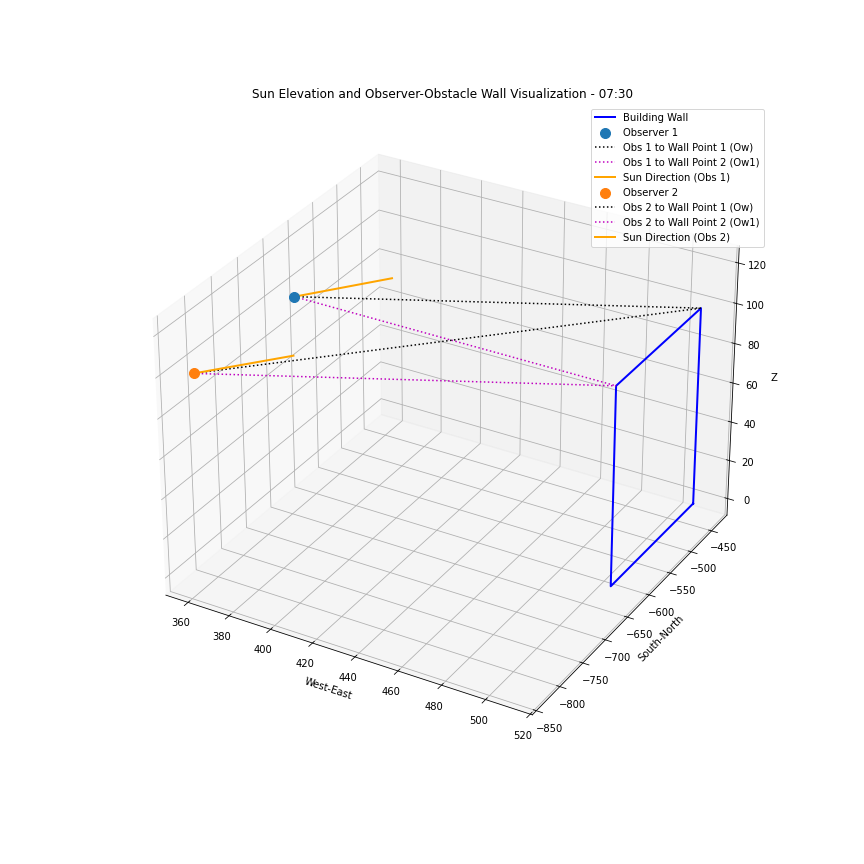 Sun Elevation and Observer-Obstacle Wall Visualization - 07:30
Building Wall
Observer 1
Obs 1 to Wall Point 1 (Ow)
Obs 1 to Wall Point 2 (Ow1)
Sun Direction (Obs 1)
Observer 2
Obs 2 to Wall Point 1 (Ow)
Obs 2 to Wall Point 2 (Ow1)
Sun Direction (Obs 2)
120
100
80
60
40
20
0
Z
−450
−500
−550
−600
−650
−700
−750
−800
−850
South-North
360
380
400
420
440
460
480
500
520
West-East